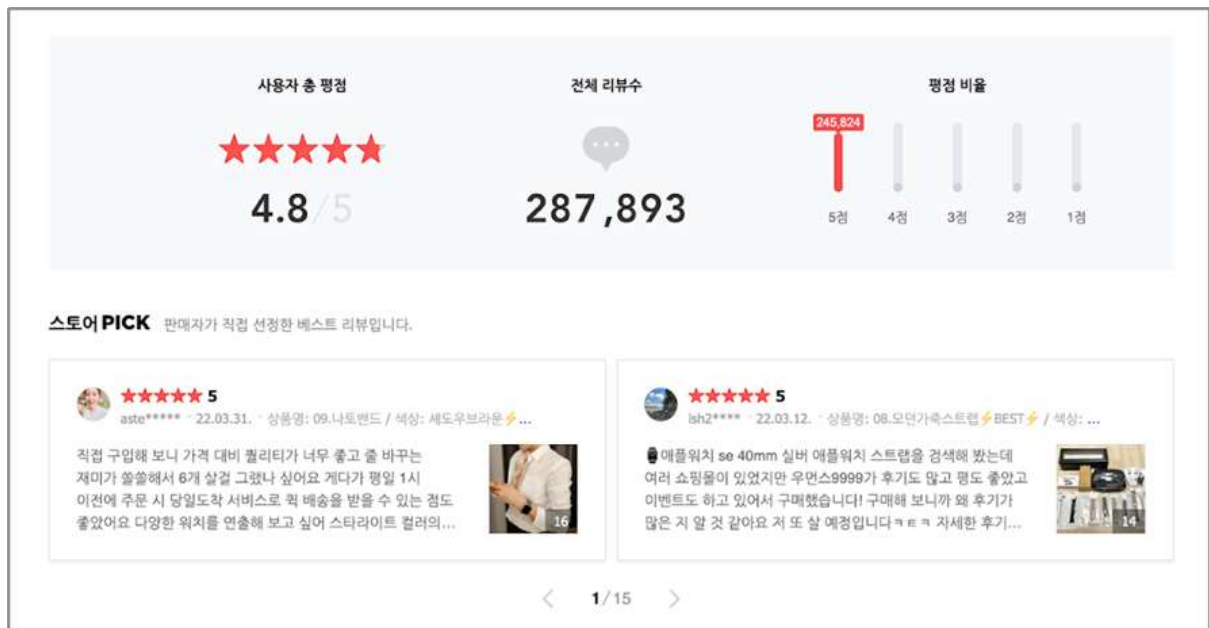 사용자 총 평점
전체 리뷰수
평점 비율
4.8/5
287,893
245,824
5점 4점 3점 2점 1점
스토어PICK 판매자가 직접 선정한 베스트 리뷰입니다.
5
aste***** · 22.03.31. · 상품명: 09.나토밴드 / 색상: 세도우브라운⚡...
직접 구입해 보니 가격 대비 퀄리티가 너무 좋고 줄 바꾸는
재미가 쏠쏠해서 6개 살걸 그랬나 싶어요 게다가 평일 1시
이전에 주문 시 당일도착 서비스로 퀵 배송을 받을 수 있는 점도
좋았어요 다양한 워치를 연출해 보고 싶어 스타라이트 컬러의...
16
5
lsh2**** · 22.03.12. · 상품명: 08.모던가죽스트랩⚡BEST⚡ / 색상: ...
애플워치 se 40mm 실버 애플워치 스트랩을 검색해 봤는데
여러 쇼핑몰이 있었지만 우먼스9999가 후기도 많고 평도 좋았고
이벤트도 하고 있어서 구매했습니다! 구매해 보니까 왜 후기가
많은 지 알 것 같아요 저 또 살 예정입니다ㅋㅌㅋ 자세한 후기...
14
1/15